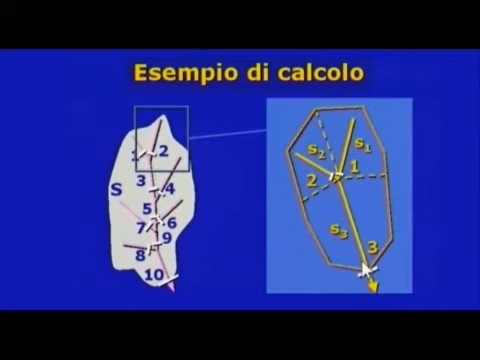 Esempio di calcolo
1 2
3 4
S
5 6
7
9
8
10
s₂ s₁
2 1
s₃
3